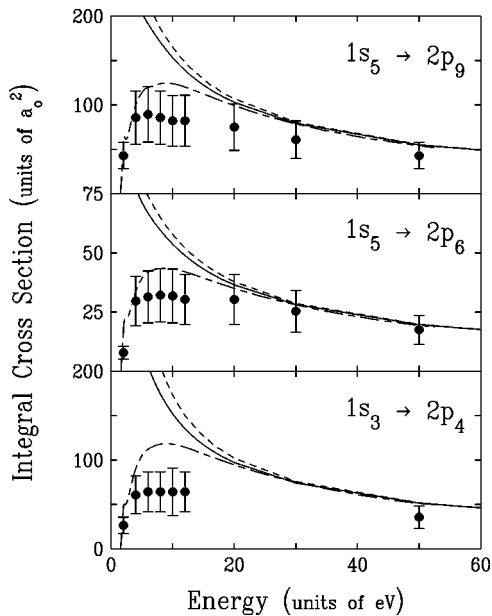 200
1s5 → 2p9
100
75
1s5 → 2p6
50
25
200
1s3 → 2p4
100
0
0 20 40 60
Energy (units of eV)
Integral Cross Section (units of ao2)